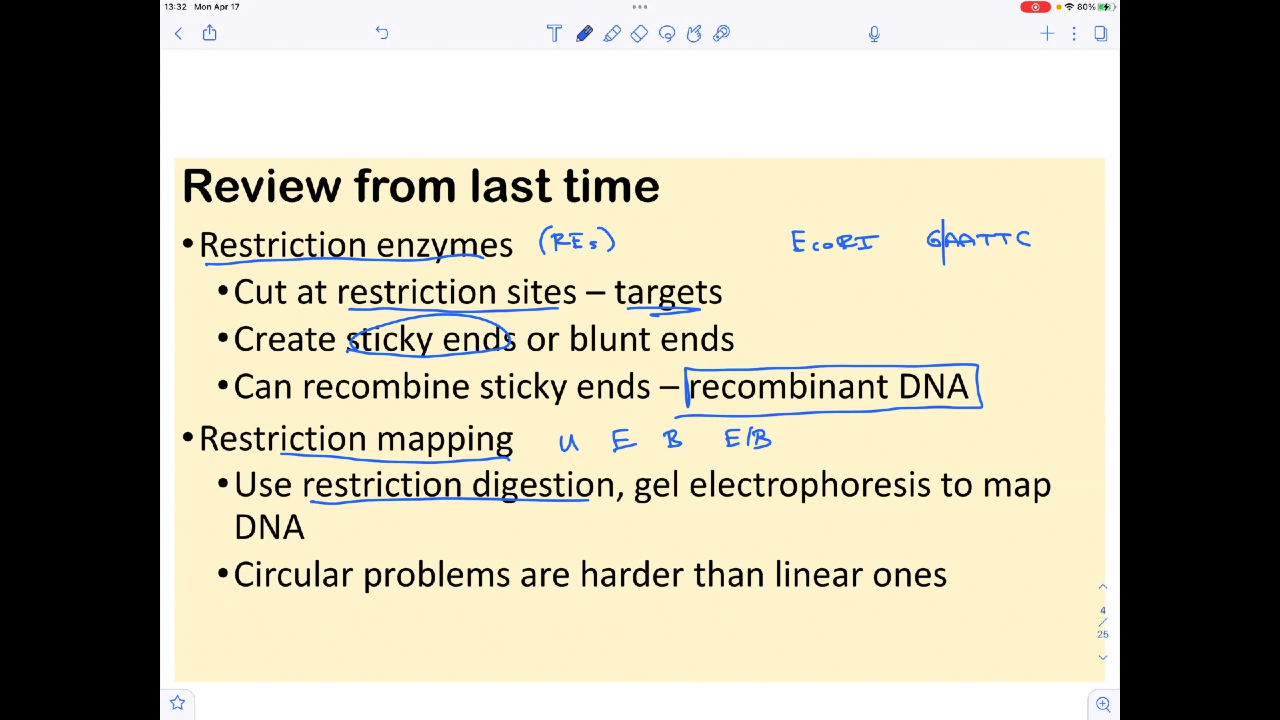 13:32 Mon Apr 17
80%
Review from last time
•Restriction enzymes (REs) EcoRI G|AATTC
•Cut at restriction sites – targets
•Create sticky ends or blunt ends
•Can recombine sticky ends – recombinant DNA
•Restriction mapping U E B E/B
•Use restriction digestion, gel electrophoresis to map
DNA
•Circular problems are harder than linear ones
4
/
25